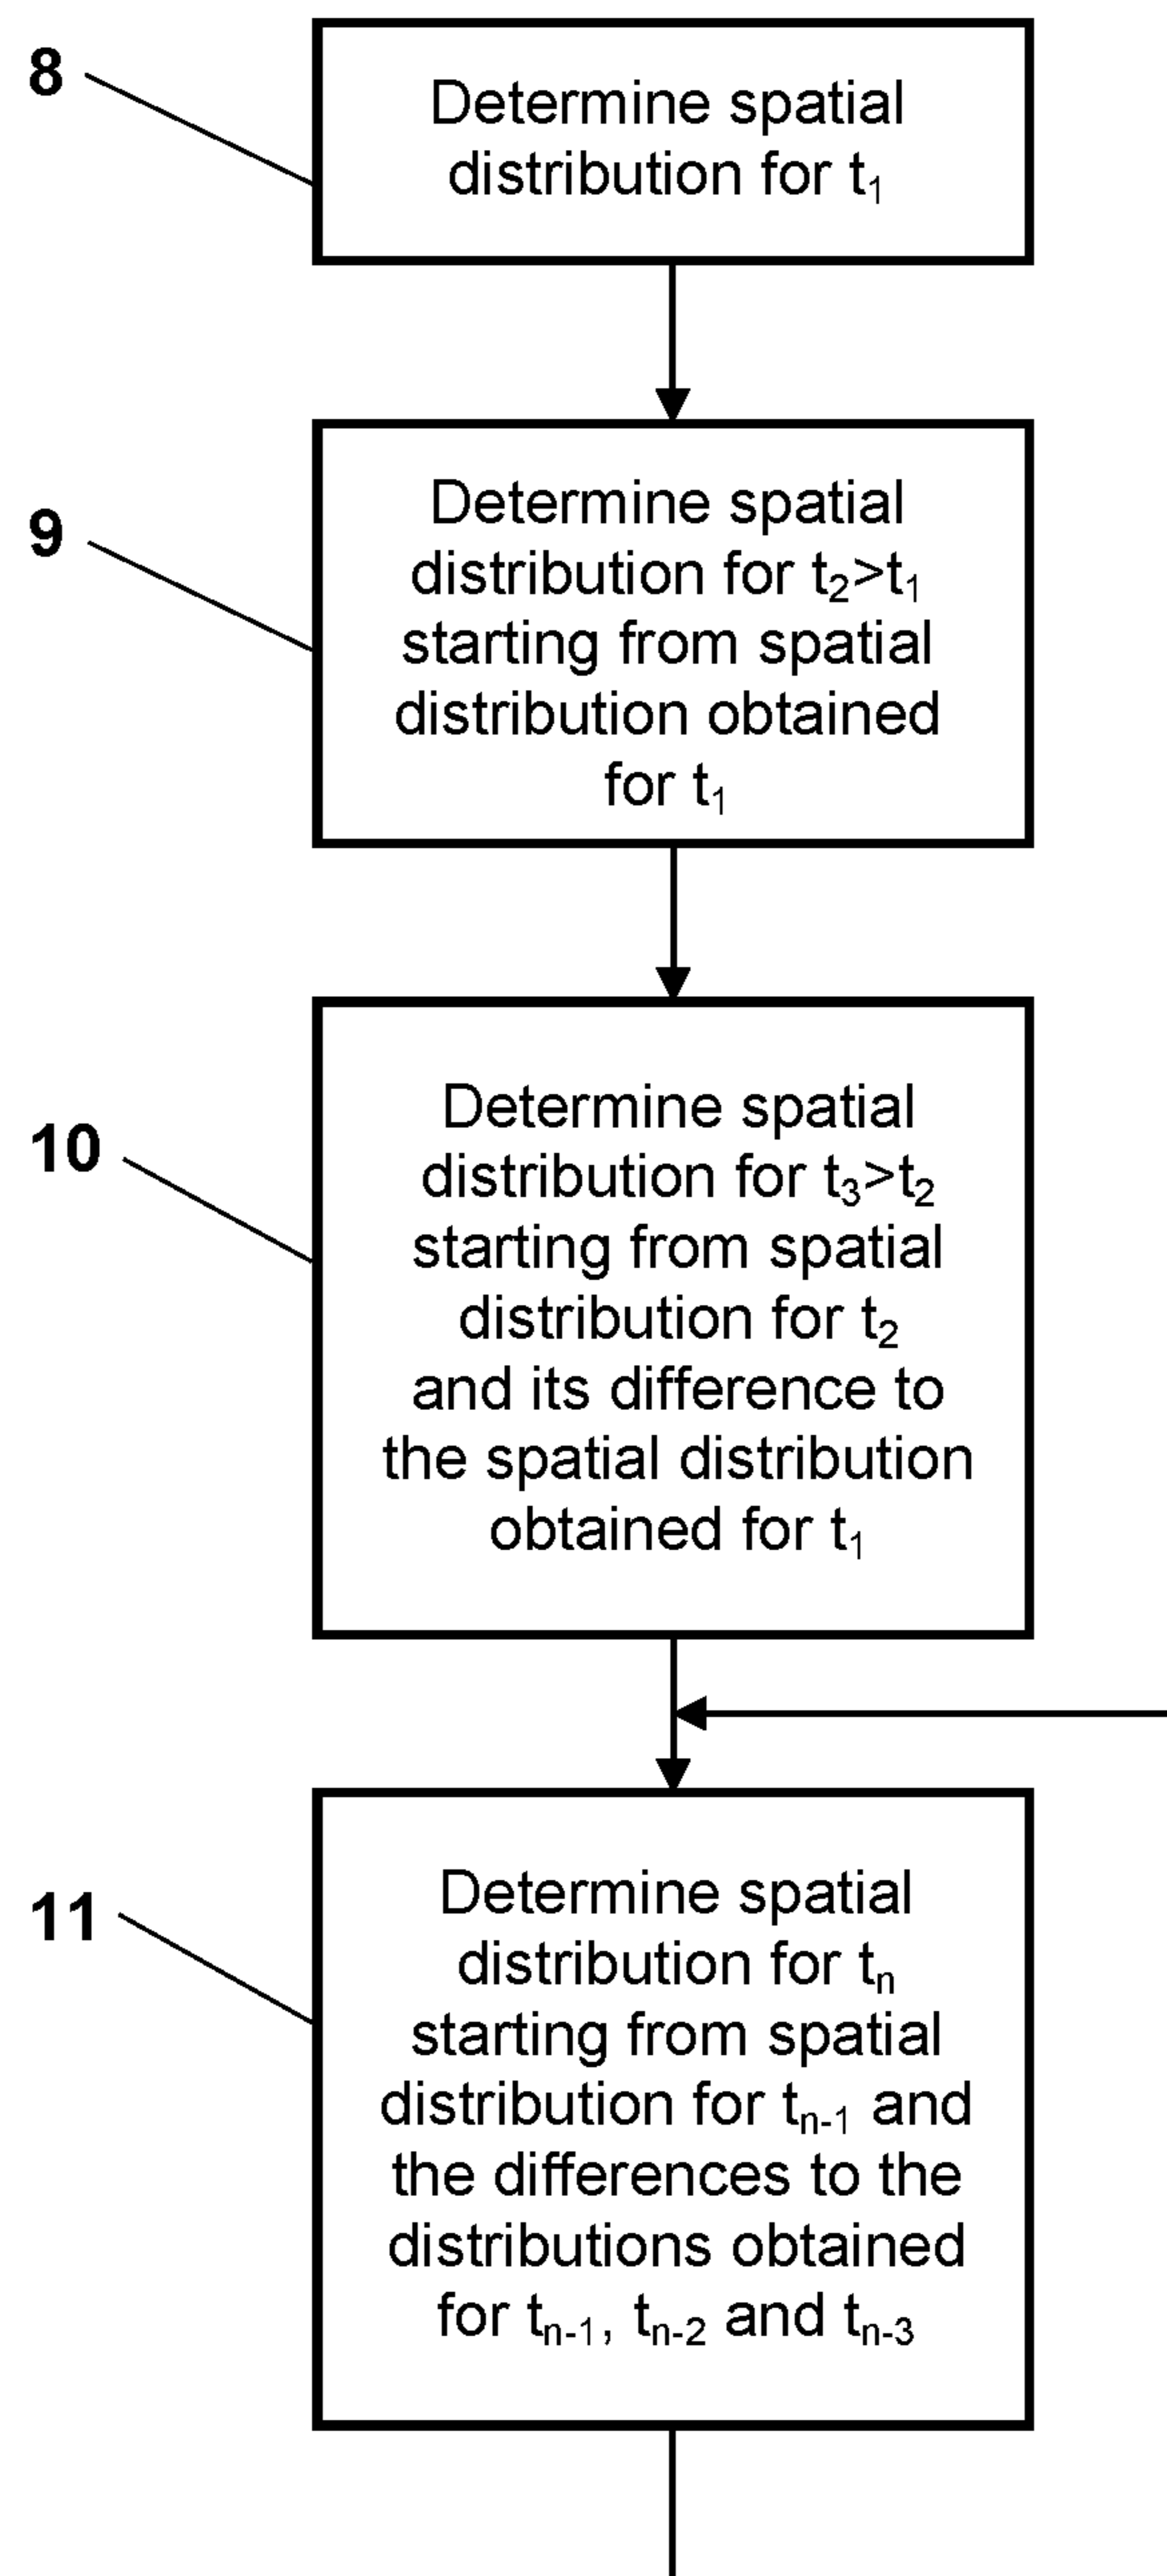 8
Determine spatial
distribution for t₁
9
Determine spatial
distribution for t₂>t₁
starting from spatial
distribution obtained
for t₁
10
Determine spatial
distribution for t₃>t₂
starting from spatial
distribution for t₂
and its difference to
the spatial distribution
obtained for t₁
11
Determine spatial
distribution for tₙ
starting from spatial
distribution for tₙ₋₁ and
the differences to the
distributions obtained
for tₙ₋₁, tₙ₋₂ and tₙ₋₃